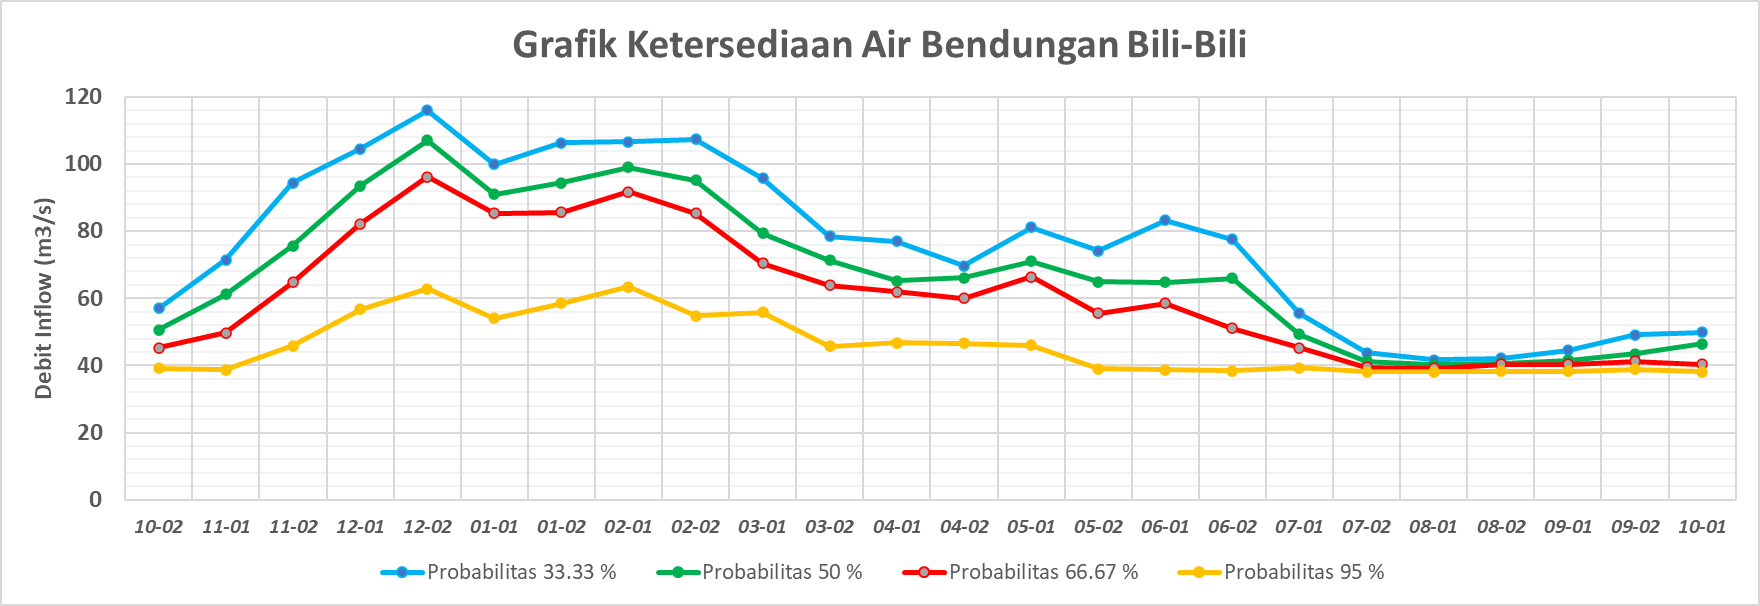 Grafik Ketersediaan Air Bendungan Bili-Bili
Debit Inflow (m3/s)
120
100
80
60
40
20
0
10-02 11-01 11-02 12-01 12-02 01-01 01-02 02-01 02-02 03-01 03-02 04-01 04-02 05-01 05-02 06-01 06-02 07-01 07-02 08-01 08-02 09-01 09-02 10-01
Probabilitas 33.33 % Probabilitas 50 % Probabilitas 66.67 % Probabilitas 95 %